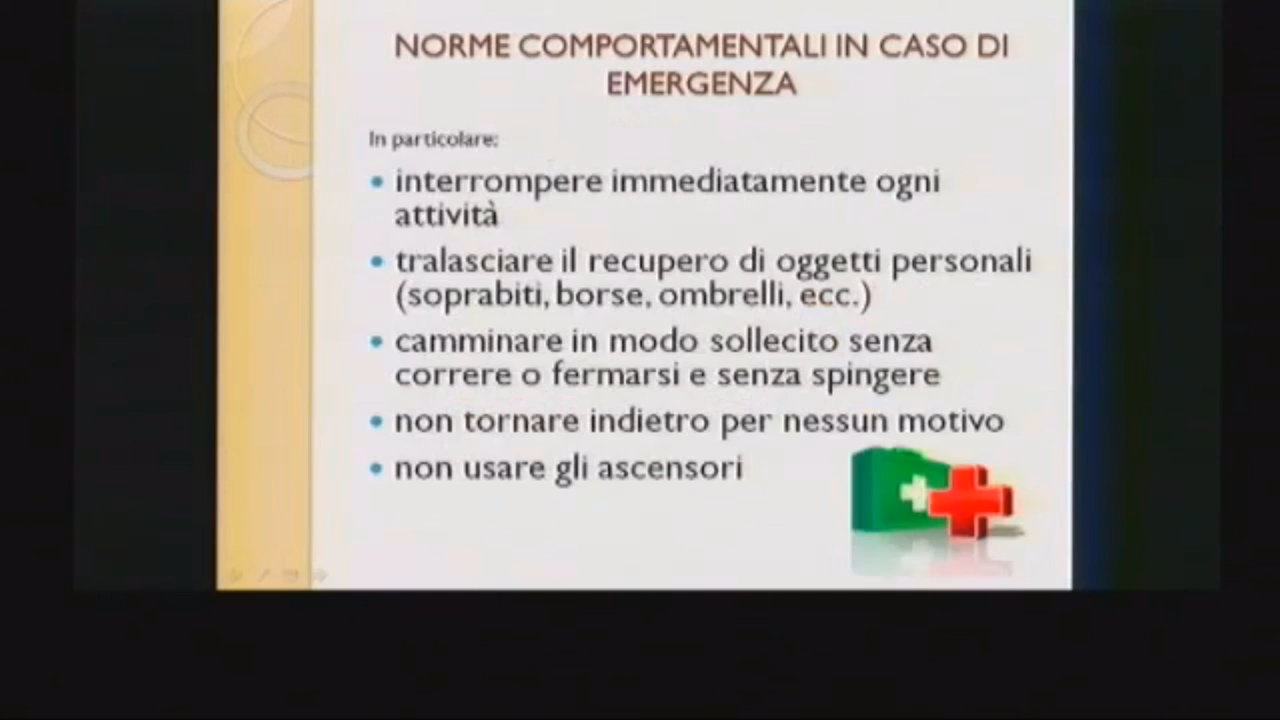 NORME COMPORTAMENTALI IN CASO DI
EMERGENZA
In particolare:
• interrompere immediatamente ogni
attività
• tralasciare il recupero di oggetti personali
(soprabiti, borse, ombrelli, ecc.)
• camminare in modo sollecito senza
correre o fermarsi e senza spingere
• non tornare indietro per nessun motivo
• non usare gli ascensori